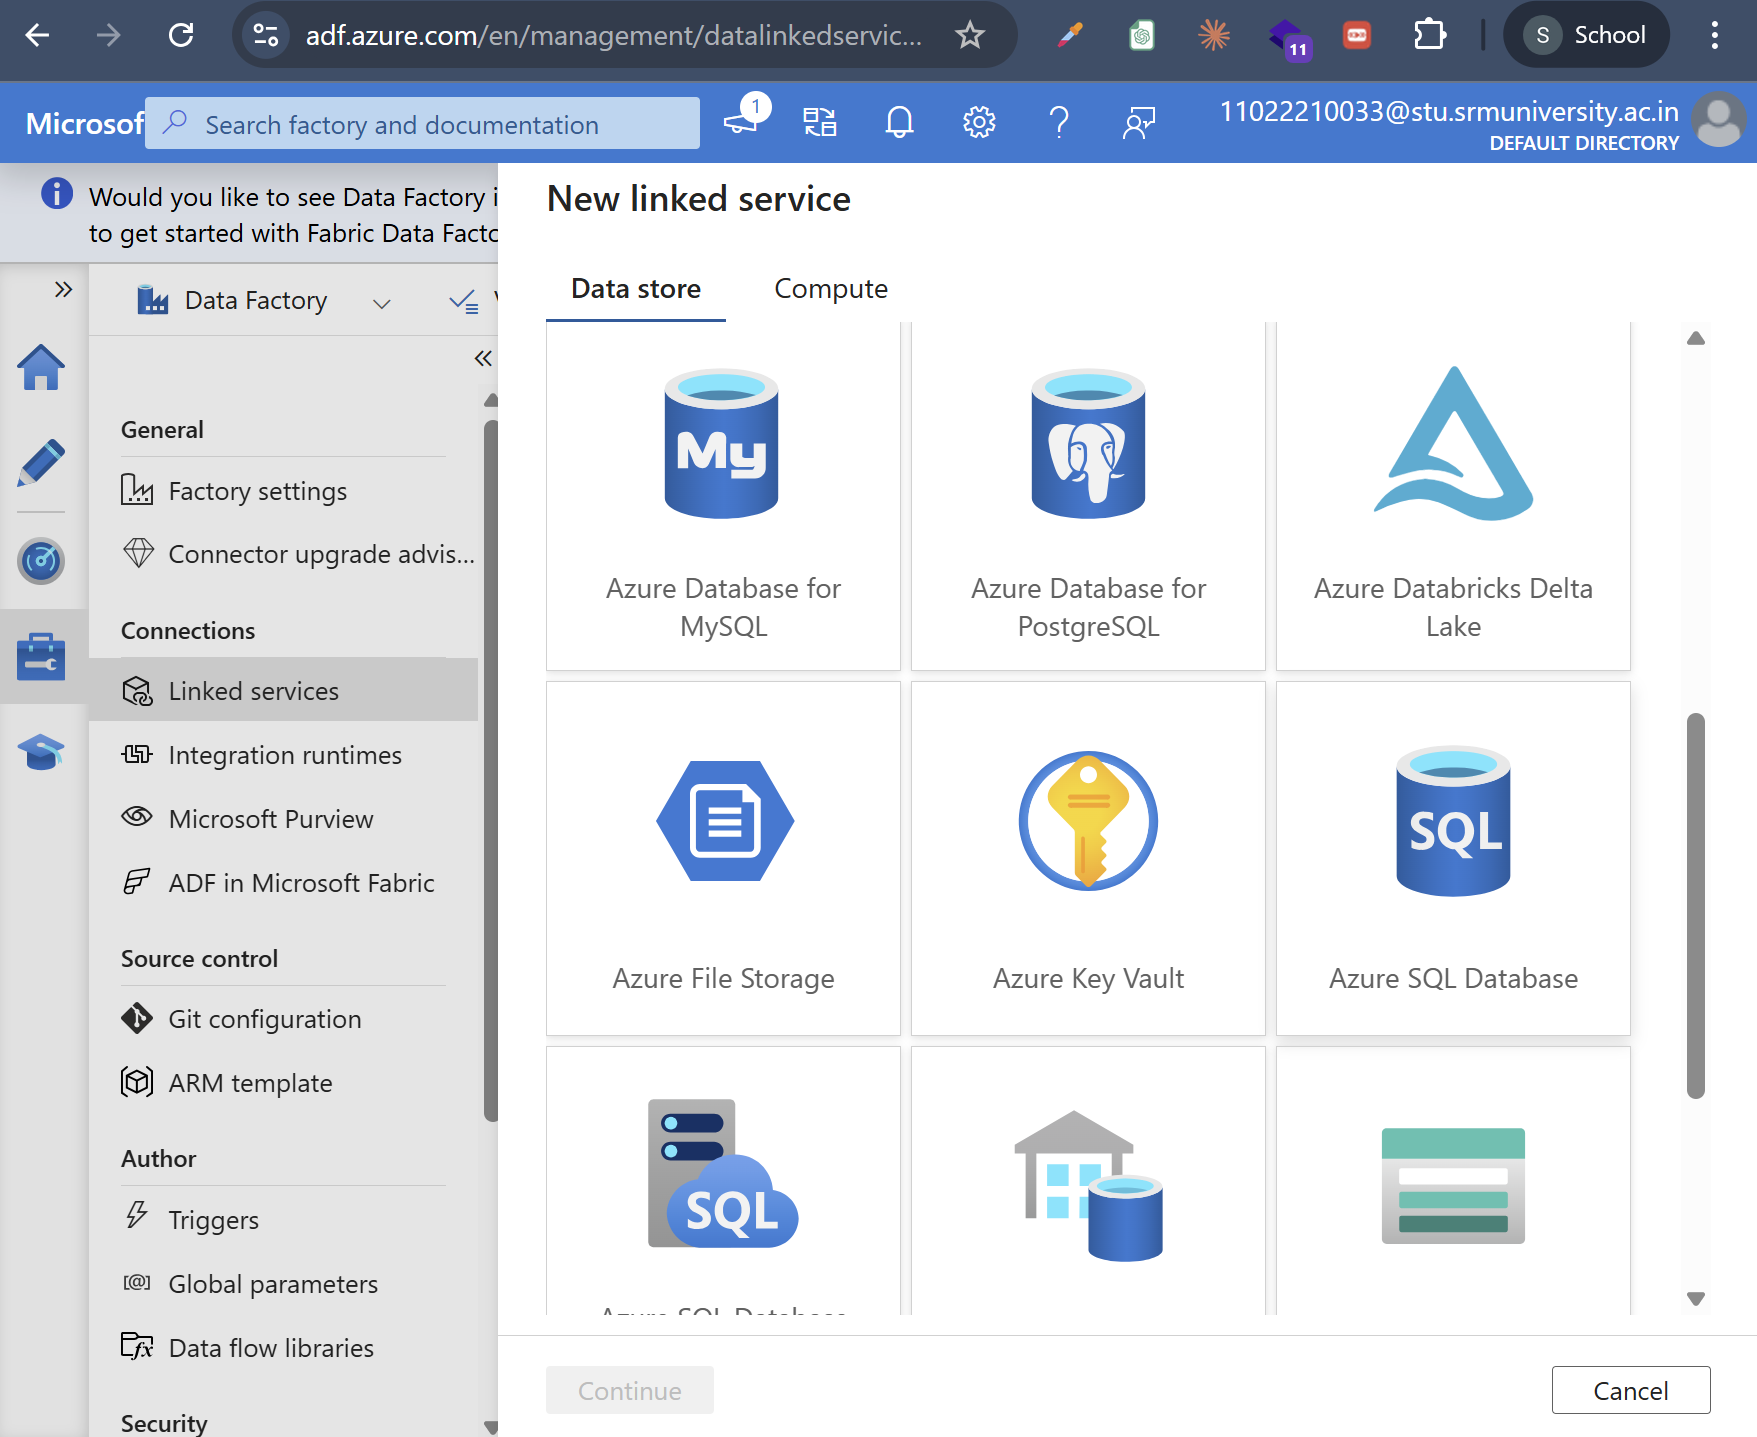 adf.azure.com/en/management/datalinkedservic...
11
S
School
Microsof
Search factory and documentation
1
11022210033@stu.srmuniversity.ac.in
DEFAULT DIRECTORY
Would you like to see Data Factory i
to get started with Fabric Data Facto
Data Factory
General
Factory settings
Connector upgrade advis...
Connections
Linked services
Integration runtimes
Microsoft Purview
ADF in Microsoft Fabric
Source control
Git configuration
ARM template
Author
Triggers
Global parameters
Data flow libraries
Security
New linked service
Data store
Compute
My
Azure Database for
MySQL
Azure Database for
PostgreSQL
Azure Databricks Delta
Lake
Azure File Storage
Azure Key Vault
SQL
Azure SQL Database
SQL
Azure SQL Database
Continue
Cancel